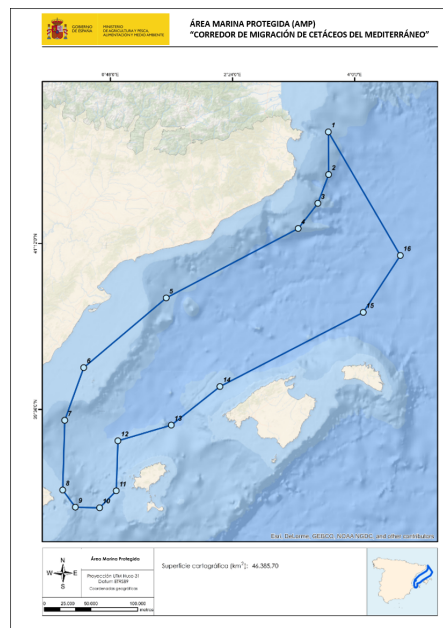 GOBIERNO
DE ESPAÑA
MINISTERIO
DE AGRICULTURA Y PESCA,
ALIMENTACIÓN Y MEDIO AMBIENTE
ÁREA MARINA PROTEGIDA (AMP)
“CORREDOR DE MIGRACIÓN DE CETÁCEOS DEL MEDITERRÁNEO”
1
2
3
4
16
5
15
6
14
7
13
12
8
11
9
10
Esri, DeLorme, GEBCO, NOAA NGDC, and other contributors
N
W
E
S
Área Marina Protegida
Proyección UTM Huso 31
Datum ETRS89
Coordenadas geográficas
0 25.000 50.000 100.000
metros
Superficie cartográfica (km²): 46.385,70